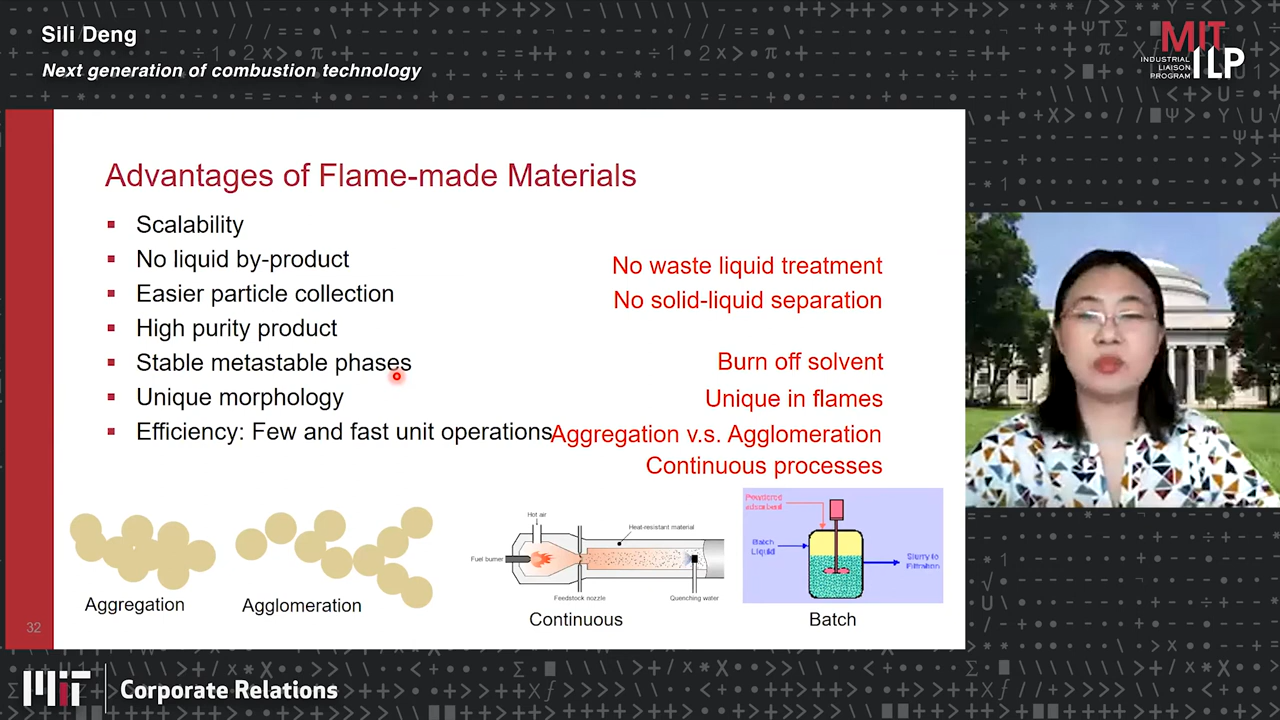 Sili Deng
Next generation of combustion technology
MIT
INDUSTRIAL
LIAISON
PROGRAM
ILP
Advantages of Flame-made Materials
Scalability
No liquid by-product
Easier particle collection
High purity product
Stable metastable phases
Unique morphology
Efficiency: Few and fast unit operations
No waste liquid treatment
No solid-liquid separation
Burn off solvent
Unique in flames
Aggregation v.s. Agglomeration
Continuous processes
Aggregation
Agglomeration
Hot air
Heat-resistant material
Fuel burner
Feedstock nozzle
Quenching water
Continuous
Powdered
adsorbent
Batch
Liquid
Slurry to
Filtration
Batch
32
MIT
Corporate Relations